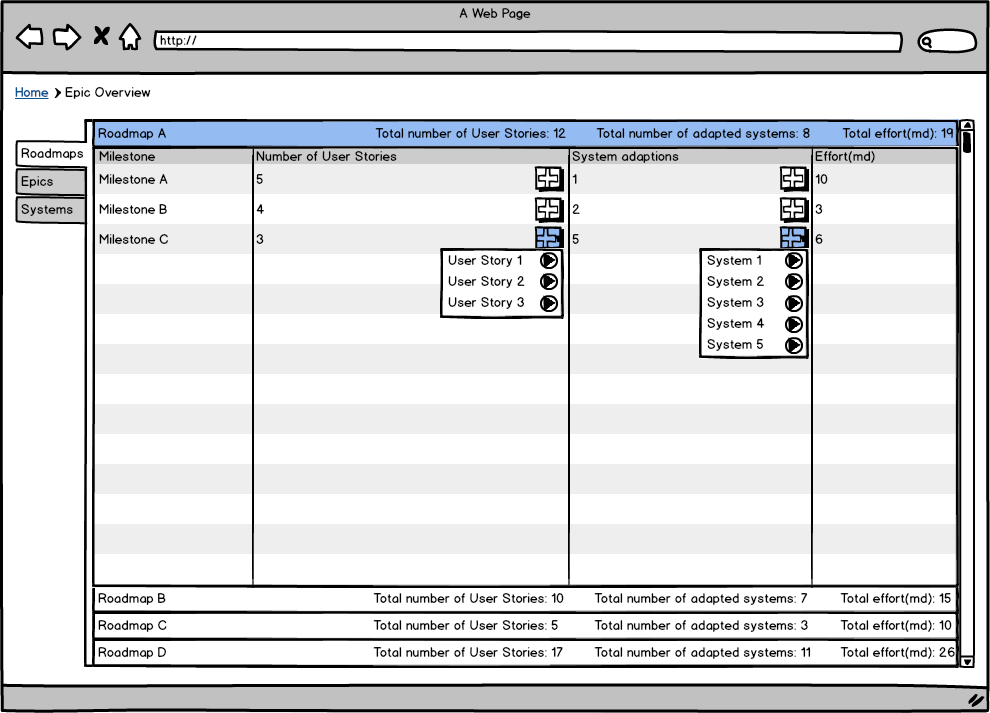 A Web Page
http://
Home Epic Overview
Roadmap A Total number of User Stories: 12 Total number of adapted systems: 8 Total effort(md): 19
Roadmaps
Epics
Systems
Milestone Number of User Stories System adaptions Effort(md)
Milestone A 5 1 10
Milestone B 4 2 3
Milestone C 3 5 6
User Story 1
User Story 2
User Story 3
System 1
System 2
System 3
System 4
System 5
Roadmap B Total number of User Stories: 10 Total number of adapted systems: 7 Total effort(md): 15
Roadmap C Total number of User Stories: 5 Total number of adapted systems: 3 Total effort(md): 10
Roadmap D Total number of User Stories: 17 Total number of adapted systems: 11 Total effort(md): 26